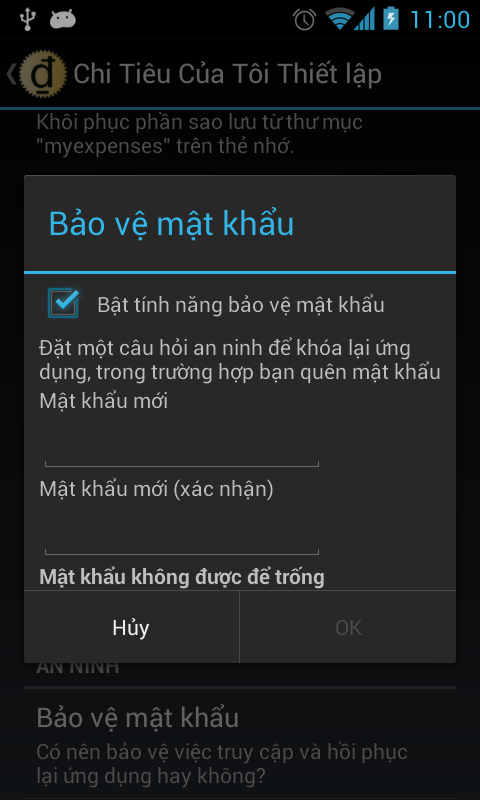 11:00
Chi Tiêu Của Tôi Thiết lập
Khôi phục phần sao lưu từ thư mục
"myexpenses" trên thẻ nhớ.
Bảo vệ mật khẩu
Bật tính năng bảo vệ mật khẩu
Đặt một câu hỏi an ninh để khóa lại ứng
dụng, trong trường hợp bạn quên mật khẩu
Mật khẩu mới
Mật khẩu mới (xác nhận)
Mật khẩu không được để trống
Hủy OK
AN NINH
Bảo vệ mật khẩu
Có nên bảo vệ việc truy cập và hồi phục
lại ứng dụng hay không?